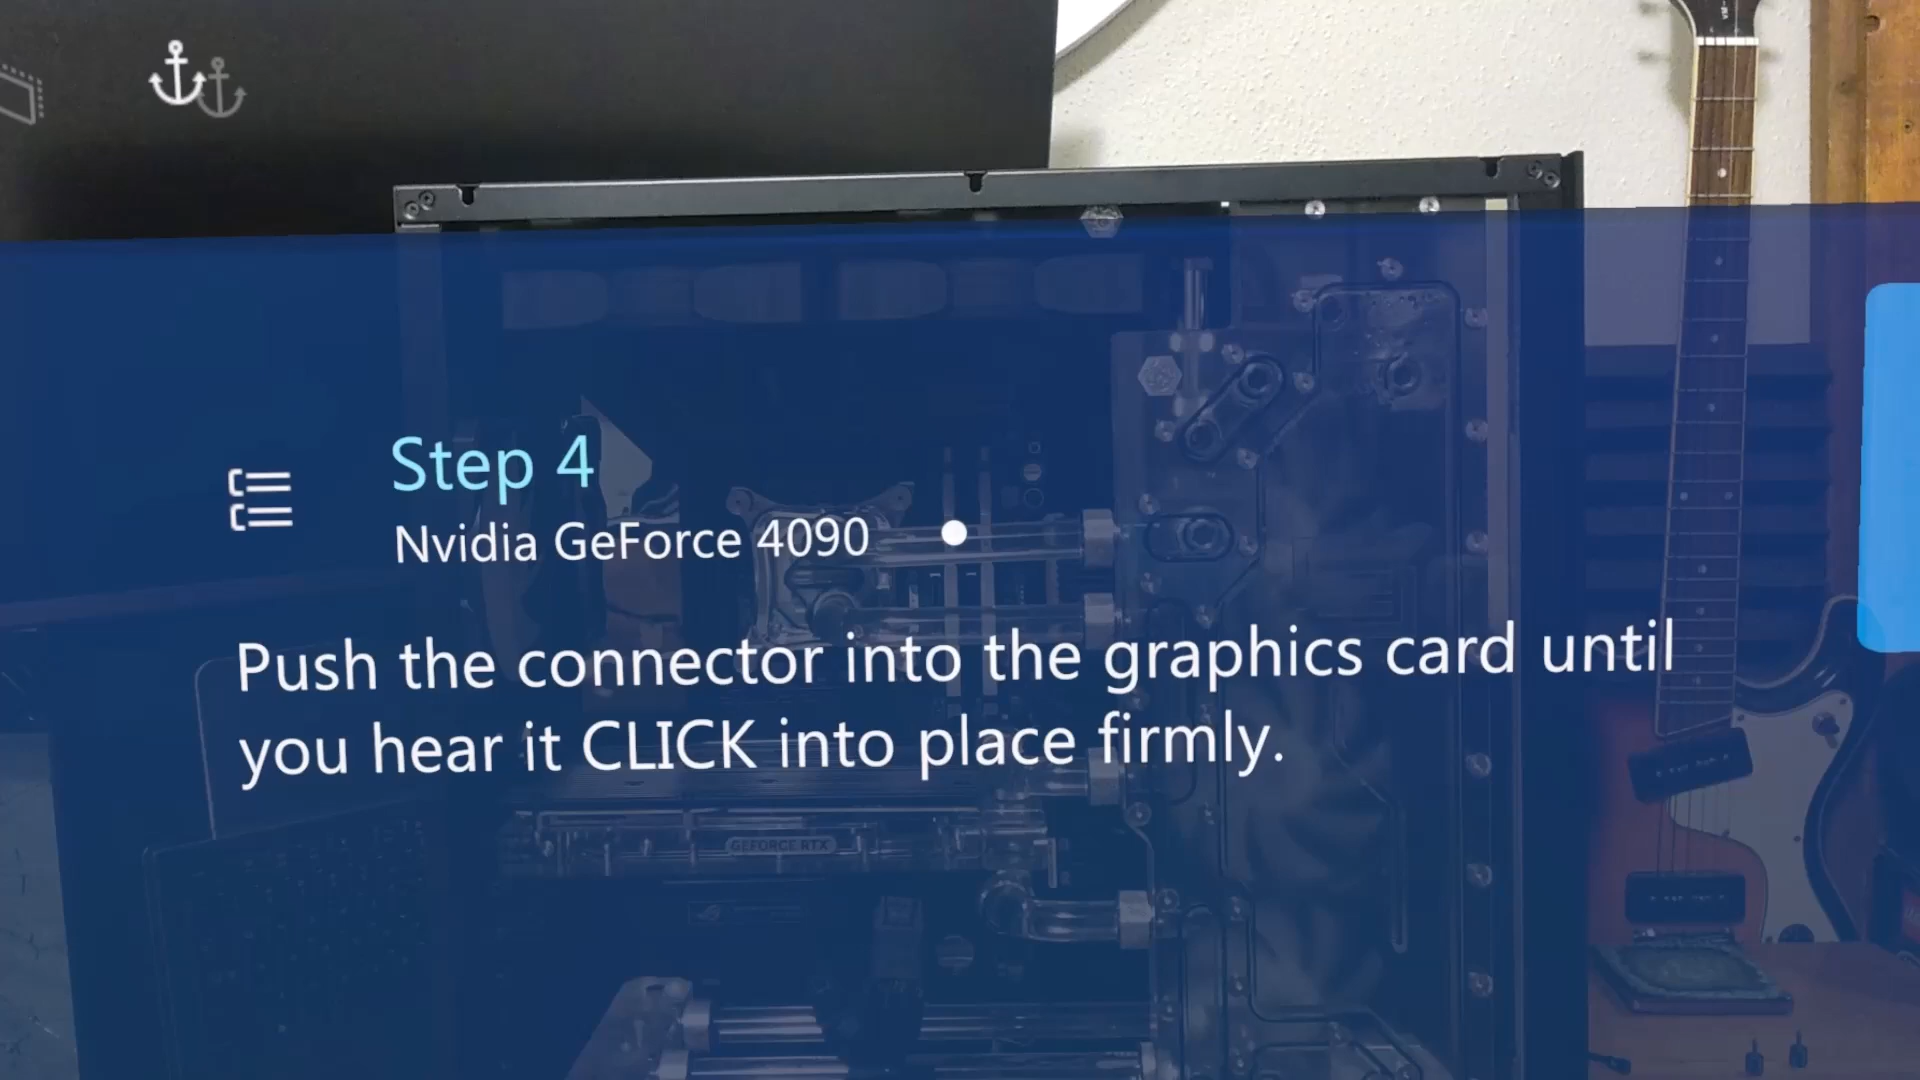 Step 4
Nvidia GeForce 4090
Push the connector into the graphics card until
you hear it CLICK into place firmly.
GEFORCE RTX